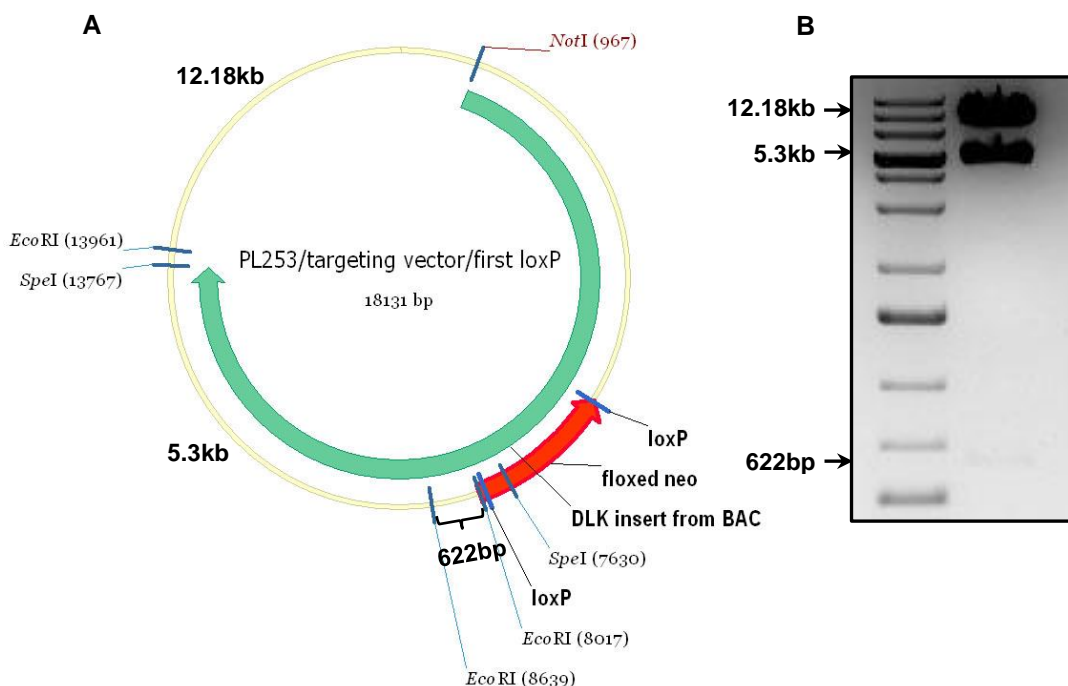 A
B
NotI (967)
12.18kb
12.18kb
5.3kb
EcoRI (13961)
SpeI (13767)
PL253/targeting vector/first loxP
18131 bp
loxP
5.3kb
floxed neo
622bp
DLK insert from BAC
622bp
SpeI (7630)
loxP
EcoRI (8017)
EcoRI (8639)